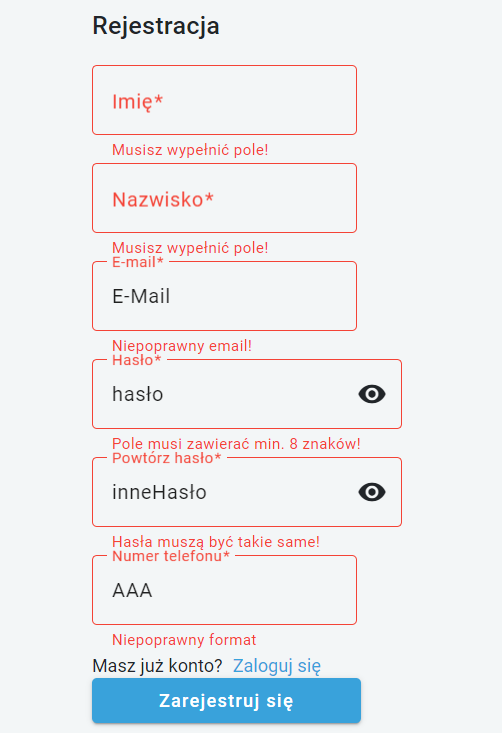 Rejestracja
Imię*
Musisz wypełnić pole!
Nazwisko*
Musisz wypełnić pole!
E-mail*
E-Mail
Niepoprawny email!
Hasło*
hasło
Pole musi zawierać min. 8 znaków!
Powtórz hasło*
inneHasło
Hasła muszą być takie same!
Numer telefonu*
AAA
Niepoprawny format
Masz już konto? Zaloguj się
Zarejestruj się